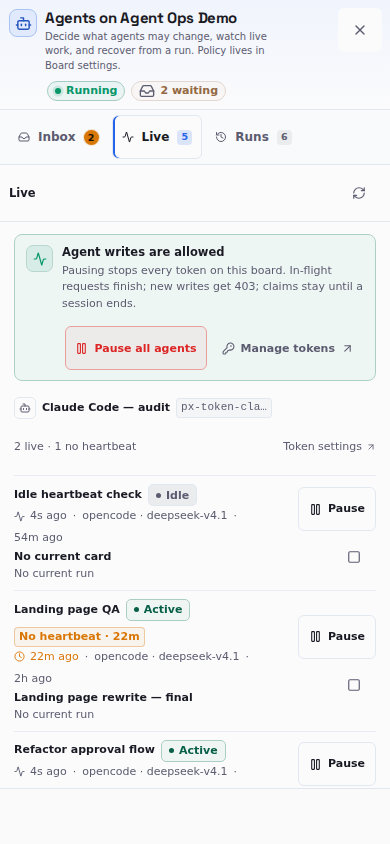 Agents on Agent Ops Demo
Decide what agents may change, watch live
work, and recover from a run. Policy lives in
Board settings.
Running
2 waiting
Inbox 2
Live 5
Runs 6
Live
Agent writes are allowed
Pausing stops every token on this board. In-flight
requests finish; new writes get 403; claims stay until a
session ends.
Pause all agents
Manage tokens
Claude Code — audit px-token-cla…
2 live · 1 no heartbeat
Token settings
Idle heartbeat check Idle
Pause
4s ago · opencode · deepseek-v4.1 ·
54m ago
No current card
No current run
Landing page QA Active
No heartbeat · 22m
Pause
22m ago · opencode · deepseek-v4.1 ·
2h ago
Landing page rewrite — final
No current run
Refactor approval flow Active
Pause
4s ago · opencode · deepseek-v4.1 ·